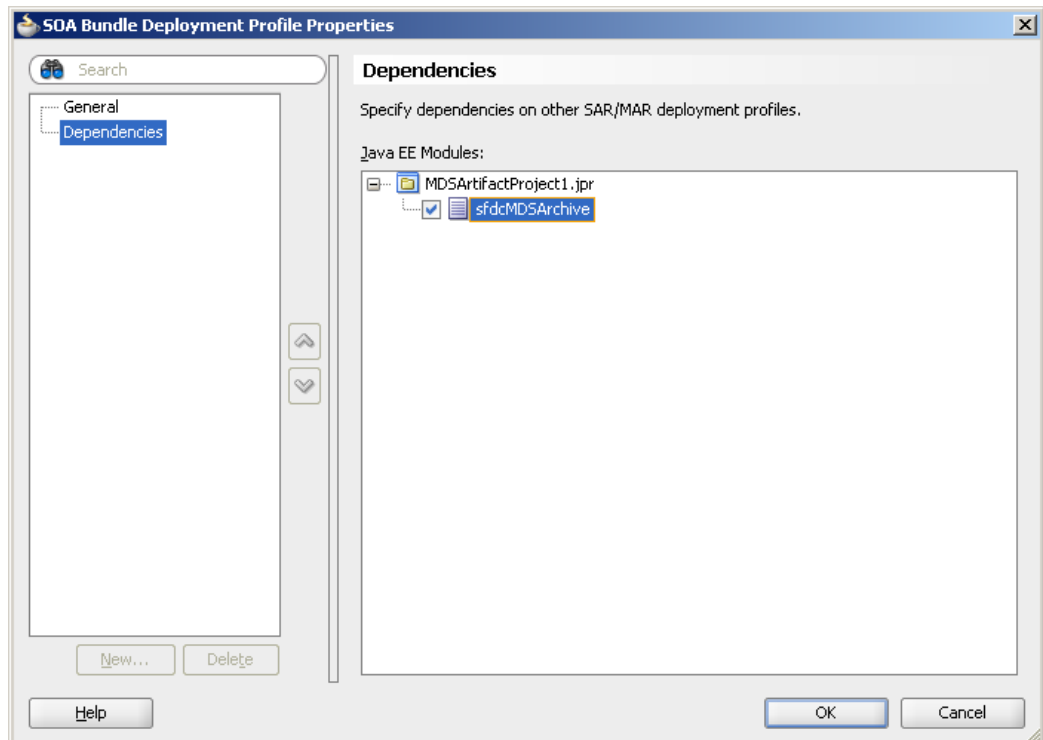 SOA Bundle Deployment Profile Properties
Search
General
Dependencies
New...
Delete
Dependencies
Specify dependencies on other SAR/MAR deployment profiles.
Java EE Modules:
MDSArtifactProject1.jpr
sfdcMDSArchive
Help
OK
Cancel